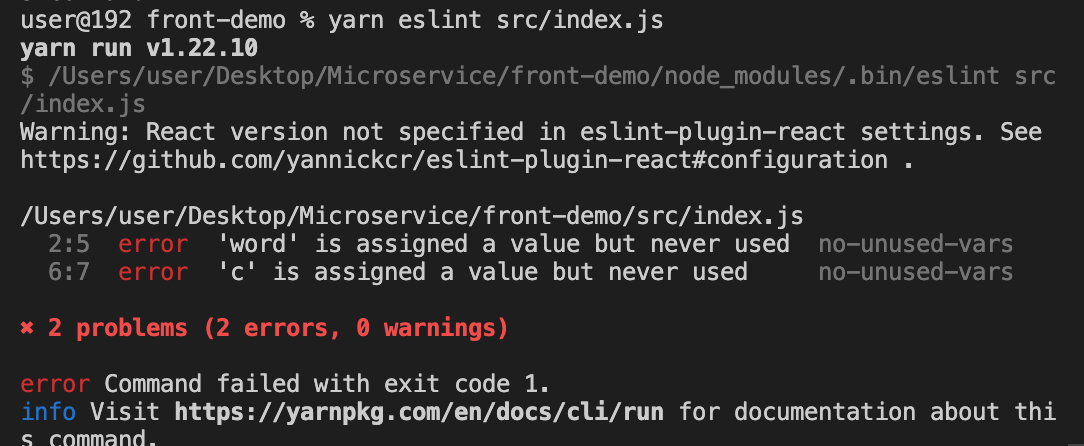 user@192 front-demo % yarn eslint src/index.js
yarn run v1.22.10
$ /Users/user/Desktop/Microservice/front-demo/node_modules/.bin/eslint src
/index.js
Warning: React version not specified in eslint-plugin-react settings. See
https://github.com/yannickcr/eslint-plugin-react#configuration .
/Users/user/Desktop/Microservice/front-demo/src/index.js
2:5 error 'word' is assigned a value but never used no-unused-vars
6:7 error 'c' is assigned a value but never used no-unused-vars
✖ 2 problems (2 errors, 0 warnings)
error Command failed with exit code 1.
info Visit https://yarnpkg.com/en/docs/cli/run for documentation about thi
s command.